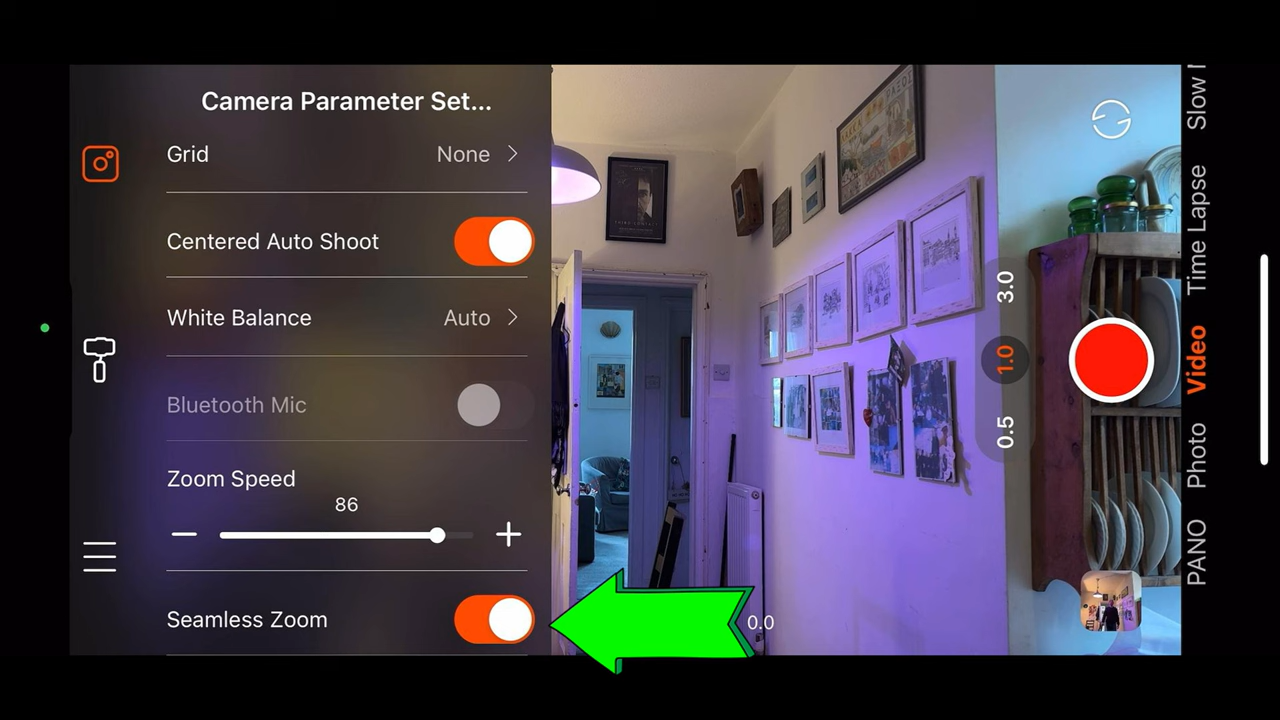 Camera Parameter Set...
Grid None
Centered Auto Shoot
White Balance Auto
Bluetooth Mic
Zoom Speed
86
Seamless Zoom
0.0
3.0
1.0
0.5
Time Lapse
Video
Photo
PANO